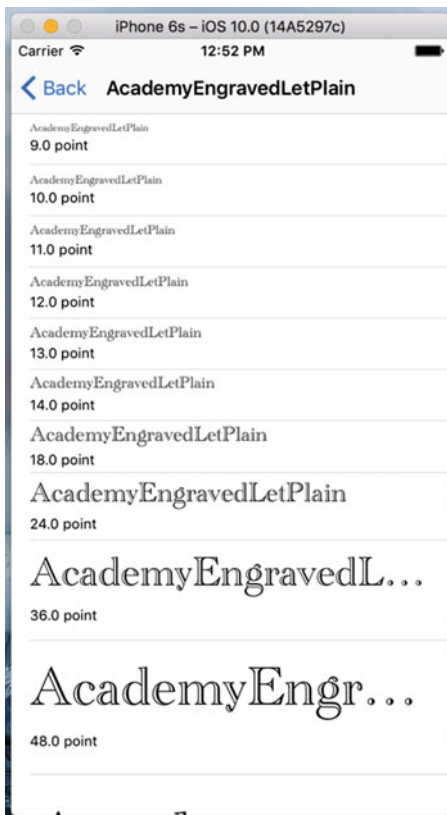 iPhone 6s – iOS 10.0 (14A5297c)
Carrier 12:52 PM
Back AcademyEngravedLetPlain
AcademyEngravedLetPlain
9.0 point
AcademyEngravedLetPlain
10.0 point
AcademyEngravedLetPlain
11.0 point
AcademyEngravedLetPlain
12.0 point
AcademyEngravedLetPlain
13.0 point
AcademyEngravedLetPlain
14.0 point
AcademyEngravedLetPlain
18.0 point
AcademyEngravedLetPlain
24.0 point
AcademyEngravedL...
36.0 point
AcademyEngr...
48.0 point